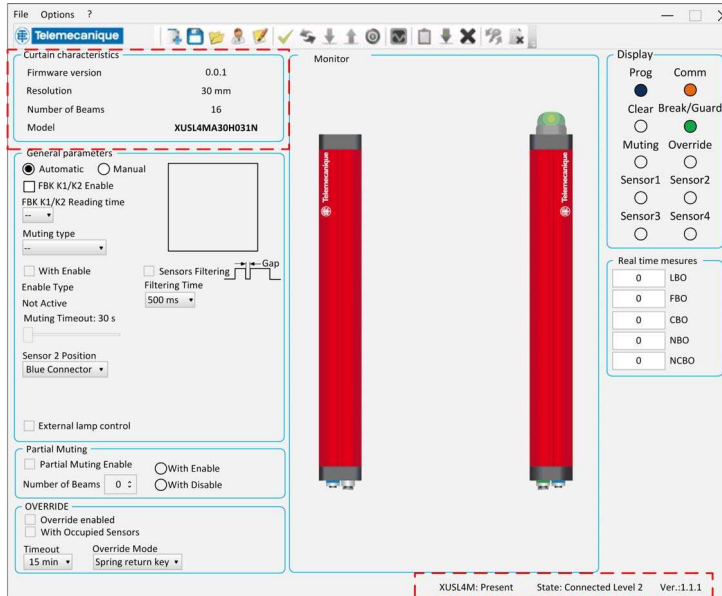 File Options ?
Telemecanique
Curtain characteristics
Firmware version 0.0.1
Resolution 30 mm
Number of Beams 16
Model XUSL4MA30H031N
General parameters
Automatic Manual
FBK K1/K2 Enable
FBK K1/K2 Reading time
--
Muting type
--
With Enable
Sensors Filtering
Gap
Enable Type
Filtering Time
Not Active
500 ms
Muting Timeout: 30 s
Sensor 2 Position
Blue Connector
External lamp control
Partial Muting
Partial Muting Enable
With Enable
Number of Beams 0
With Disable
OVERRIDE
Override enabled
With Occupied Sensors
Timeout Override Mode
15 min Spring return key
Monitor
Telemecanique
Telemecanique
Display
Prog Comm
Clear Break/Guard
Muting Override
Sensor1 Sensor2
Sensor3 Sensor4
Real time mesures
0 LBO
0 FBO
0 CBO
0 NBO
0 NCBO
XUSL4M: Present State: Connected Level 2 Ver.:1.1.1